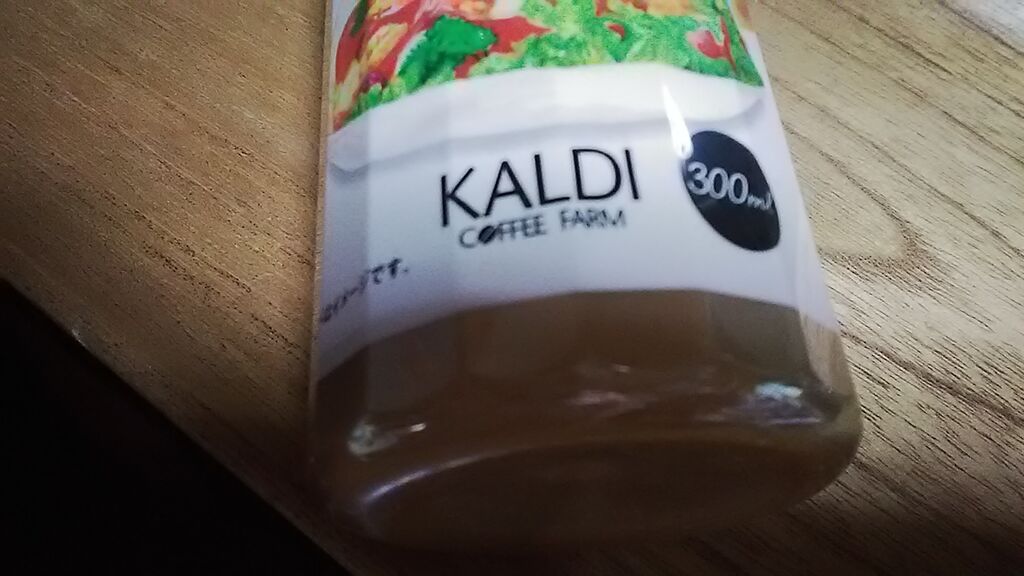 KALDI
COFFEE FARM
300ml
です。